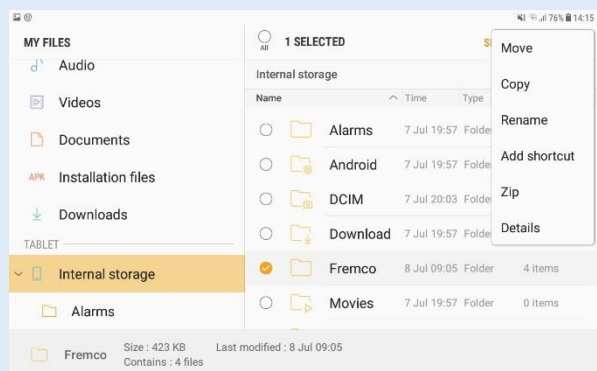 76% 14:15
MY FILES
Audio
Videos
Documents
APK Installation files
Downloads
TABLET
Internal storage
Alarms
All 1 SELECTED
Internal storage
Name Time Type
Alarms 7 Jul 19:57 Folde
Android 7 Jul 19:57 Folde
DCIM 7 Jul 20:03 Folde
Download 7 Jul 19:57 Folde
Fremco 8 Jul 09:05 Folder 4 items
Movies 7 Jul 19:57 Folder 0 items
Move
Copy
Rename
Add shortcut
Zip
Details
Fremco Size : 423 KB Last modified : 8 Jul 09:05
Contains : 4 files